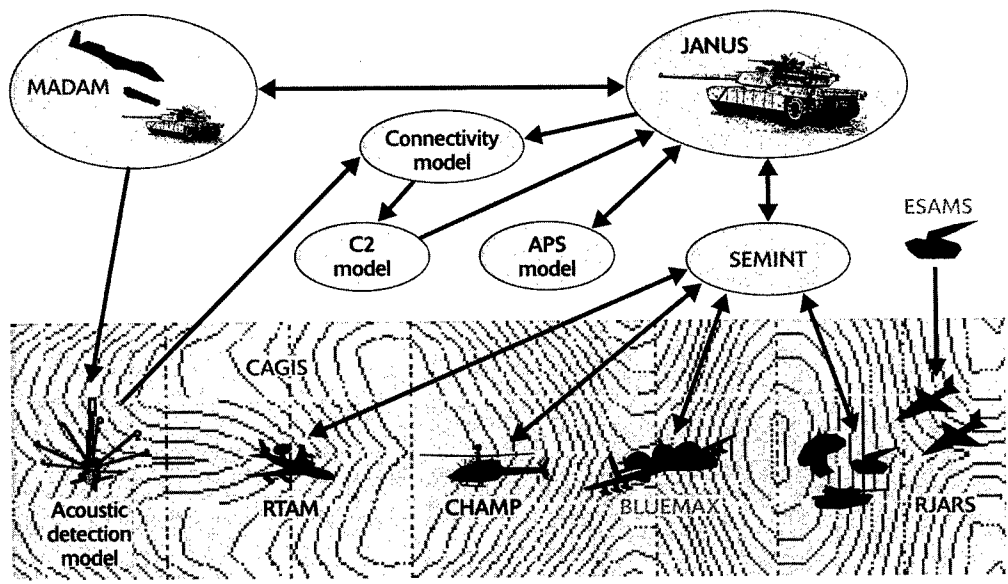 JANUS
MADAM
Connectivity
model
ESAMS
C2
model
APS
model
SEMINT
CAGIS
RTAM
CHAMP
BLUEMAX
RJARS
Acoustic
detection
model